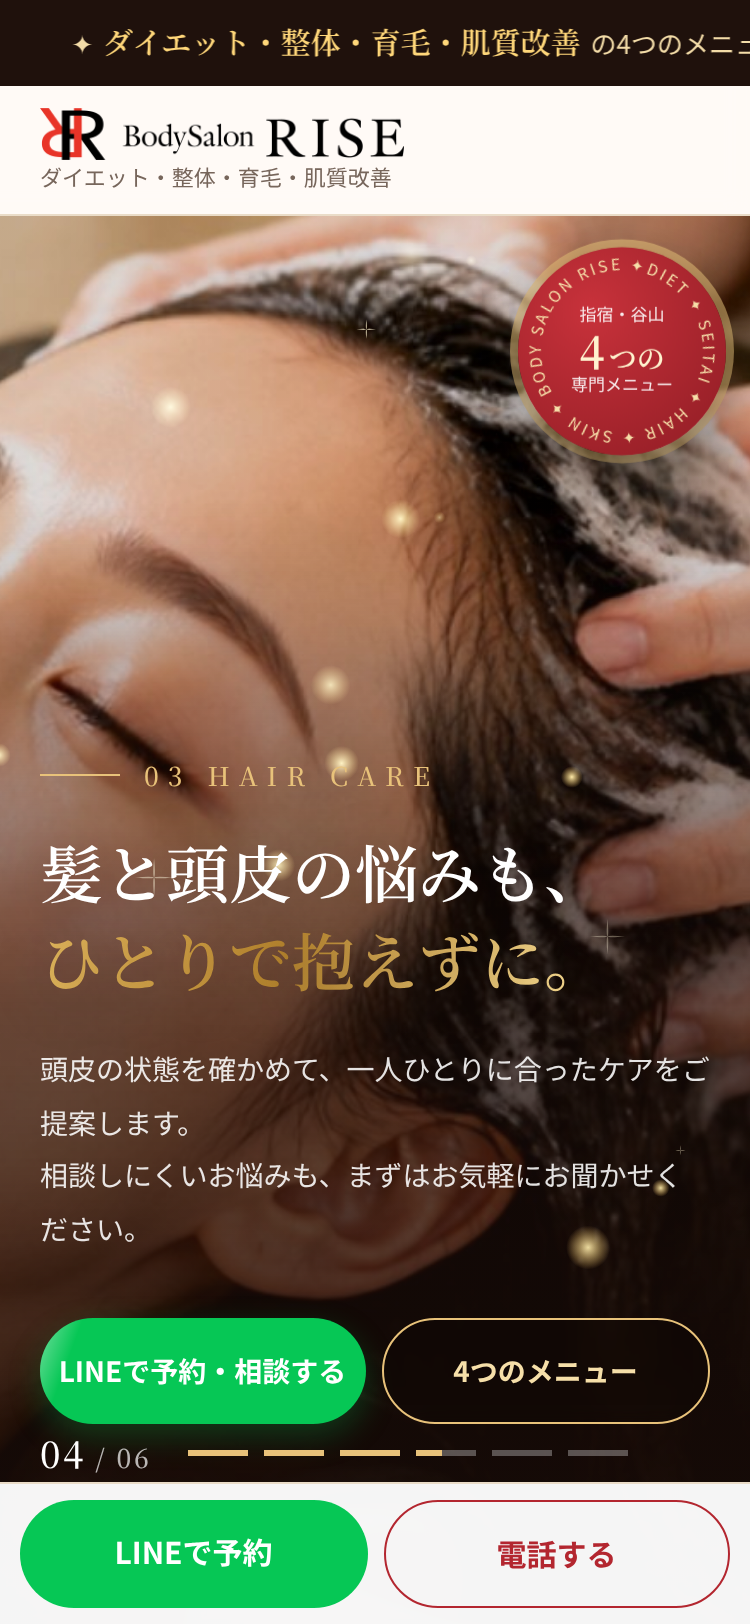 ✦ ダイエット・整体・育毛・肌質改善 の4つのメニュ
RR BodySalon RISE
ダイエット・整体・育毛・肌質改善
BODY SALON RISE ✦ DIET ✦ SEITAI ✦ HAIR ✦ SKIN ✦
指宿・谷山
4つの
専門メニュー
03 HAIR CARE
髪と頭皮の悩みも、
ひとりで抱えずに。
頭皮の状態を確かめて、一人ひとりに合ったケアをご
提案します。
相談しにくいお悩みも、まずはお気軽にお聞かせく
ださい。
LINEで予約・相談する
4つのメニュー
04 / 06
LINEで予約
電話する